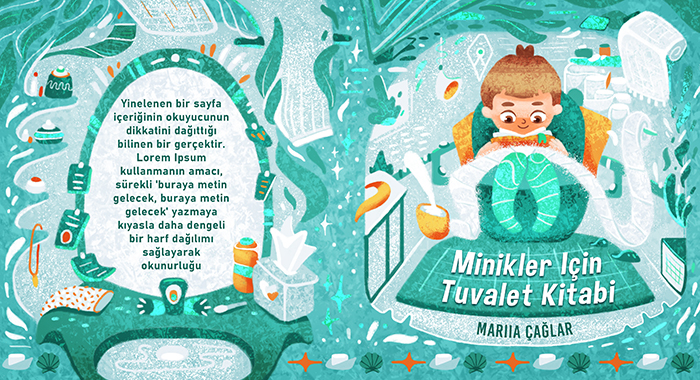 Yinelenen bir sayfa
içeriğinin okuyucunun
dikkatini dağıttığı
bilinen bir gerçektir.
Lorem Ipsum
kullanmanın amacı,
sürekli 'buraya metin
gelecek, buraya metin
gelecek' yazmaya
kıyasla daha dengeli
bir harf dağılımı
sağlayarak
okunurluğu
Minikler Için
Tuvalet Kitabi
MARIIA ÇAĞLAR